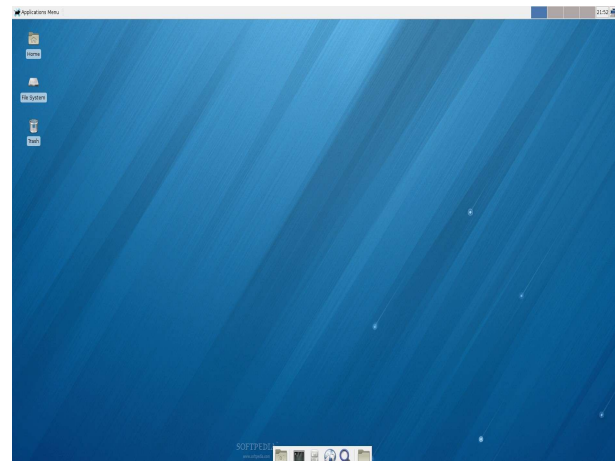 Applications Menu
21:52
Home
File System
Trash
SOFTPEDIA